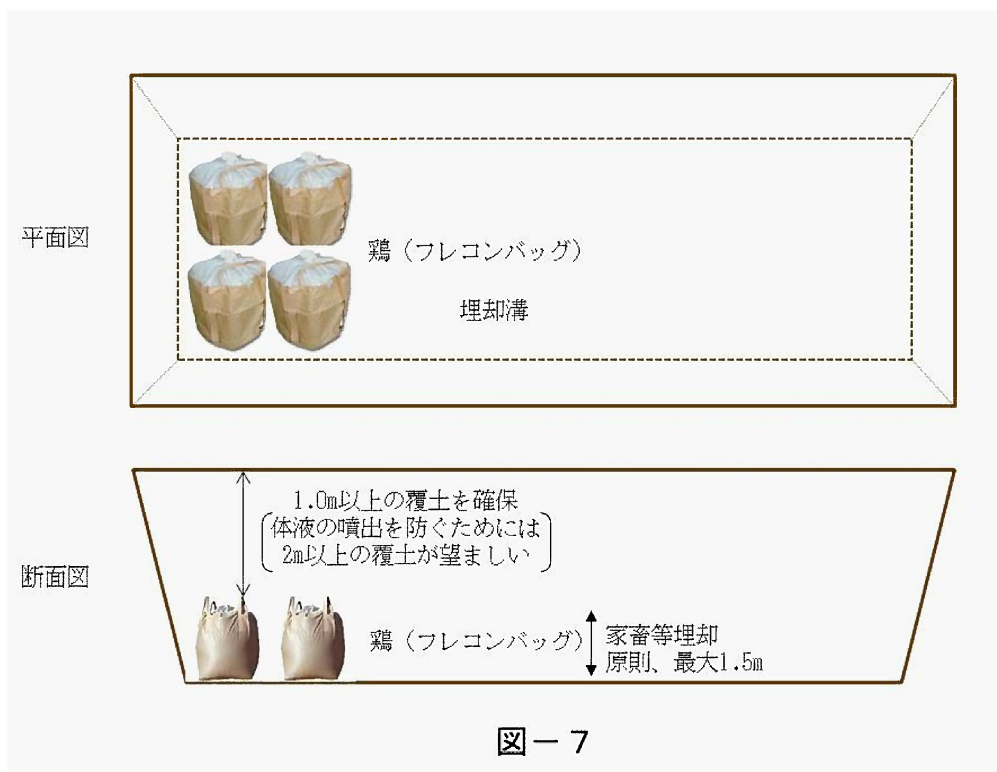 平面図
鶏（フレコンバッグ）
埋却溝
1.0m以上の覆土を確保
体液の噴出を防ぐためには
2m以上の覆土が望ましい
断面図
鶏（フレコンバッグ）
家畜等埋却
原則、最大1.5m
図－７